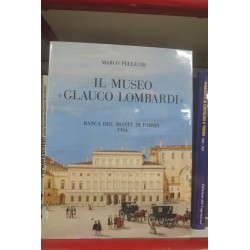 MARCO PELLEGRI
IL MUSEO
«GLAUCO LOMBARDI»
BANCA DEL MONTE DI PARMA
1984